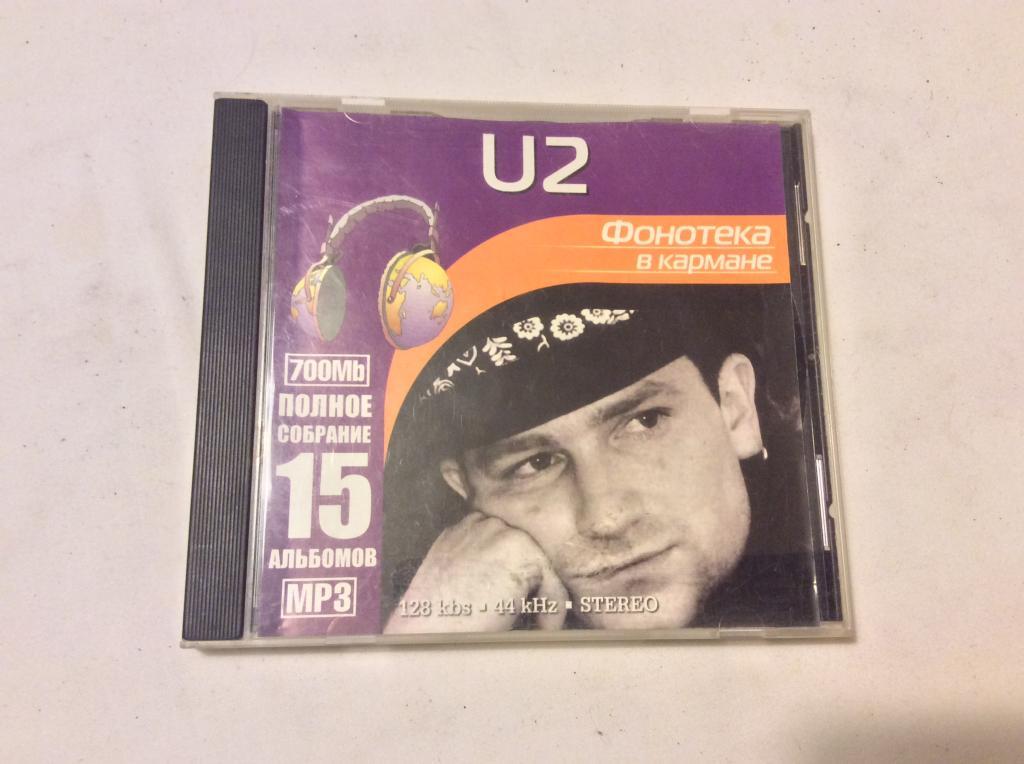 U2
Фонотека
в кармане
700Mb
ПОЛНОЕ
СОБРАНИЕ
15
АЛЬБОМОВ
MP3
128 kbs ▪ 44 kHz ▪ STEREO